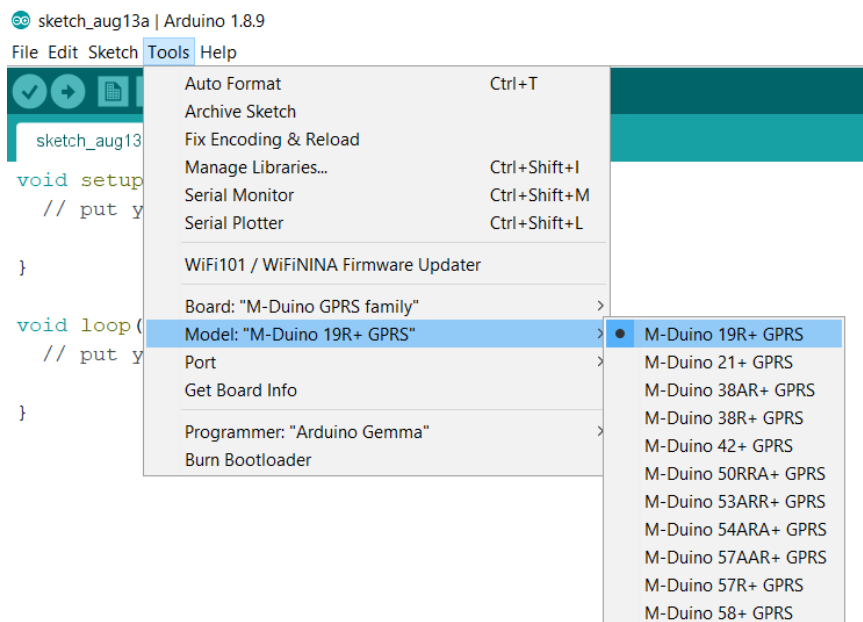 sketch_aug13a | Arduino 1.8.9
File Edit Sketch Tools Help
Auto Format Ctrl+T
Archive Sketch
sketch_aug13
Fix Encoding & Reload
Manage Libraries... Ctrl+Shift+I
void setup
Serial Monitor Ctrl+Shift+M
// put y
Serial Plotter Ctrl+Shift+L
}
WiFi101 / WiFiNINA Firmware Updater
Board: "M-Duino GPRS family"
void loop(
Model: "M-Duino 19R+ GPRS"
// put y
Port
Get Board Info
}
Programmer: "Arduino Gemma"
Burn Bootloader
M-Duino 19R+ GPRS
M-Duino 21+ GPRS
M-Duino 38AR+ GPRS
M-Duino 38R+ GPRS
M-Duino 42+ GPRS
M-Duino 50RRA+ GPRS
M-Duino 53ARR+ GPRS
M-Duino 54ARA+ GPRS
M-Duino 57AAR+ GPRS
M-Duino 57R+ GPRS
M-Duino 58+ GPRS